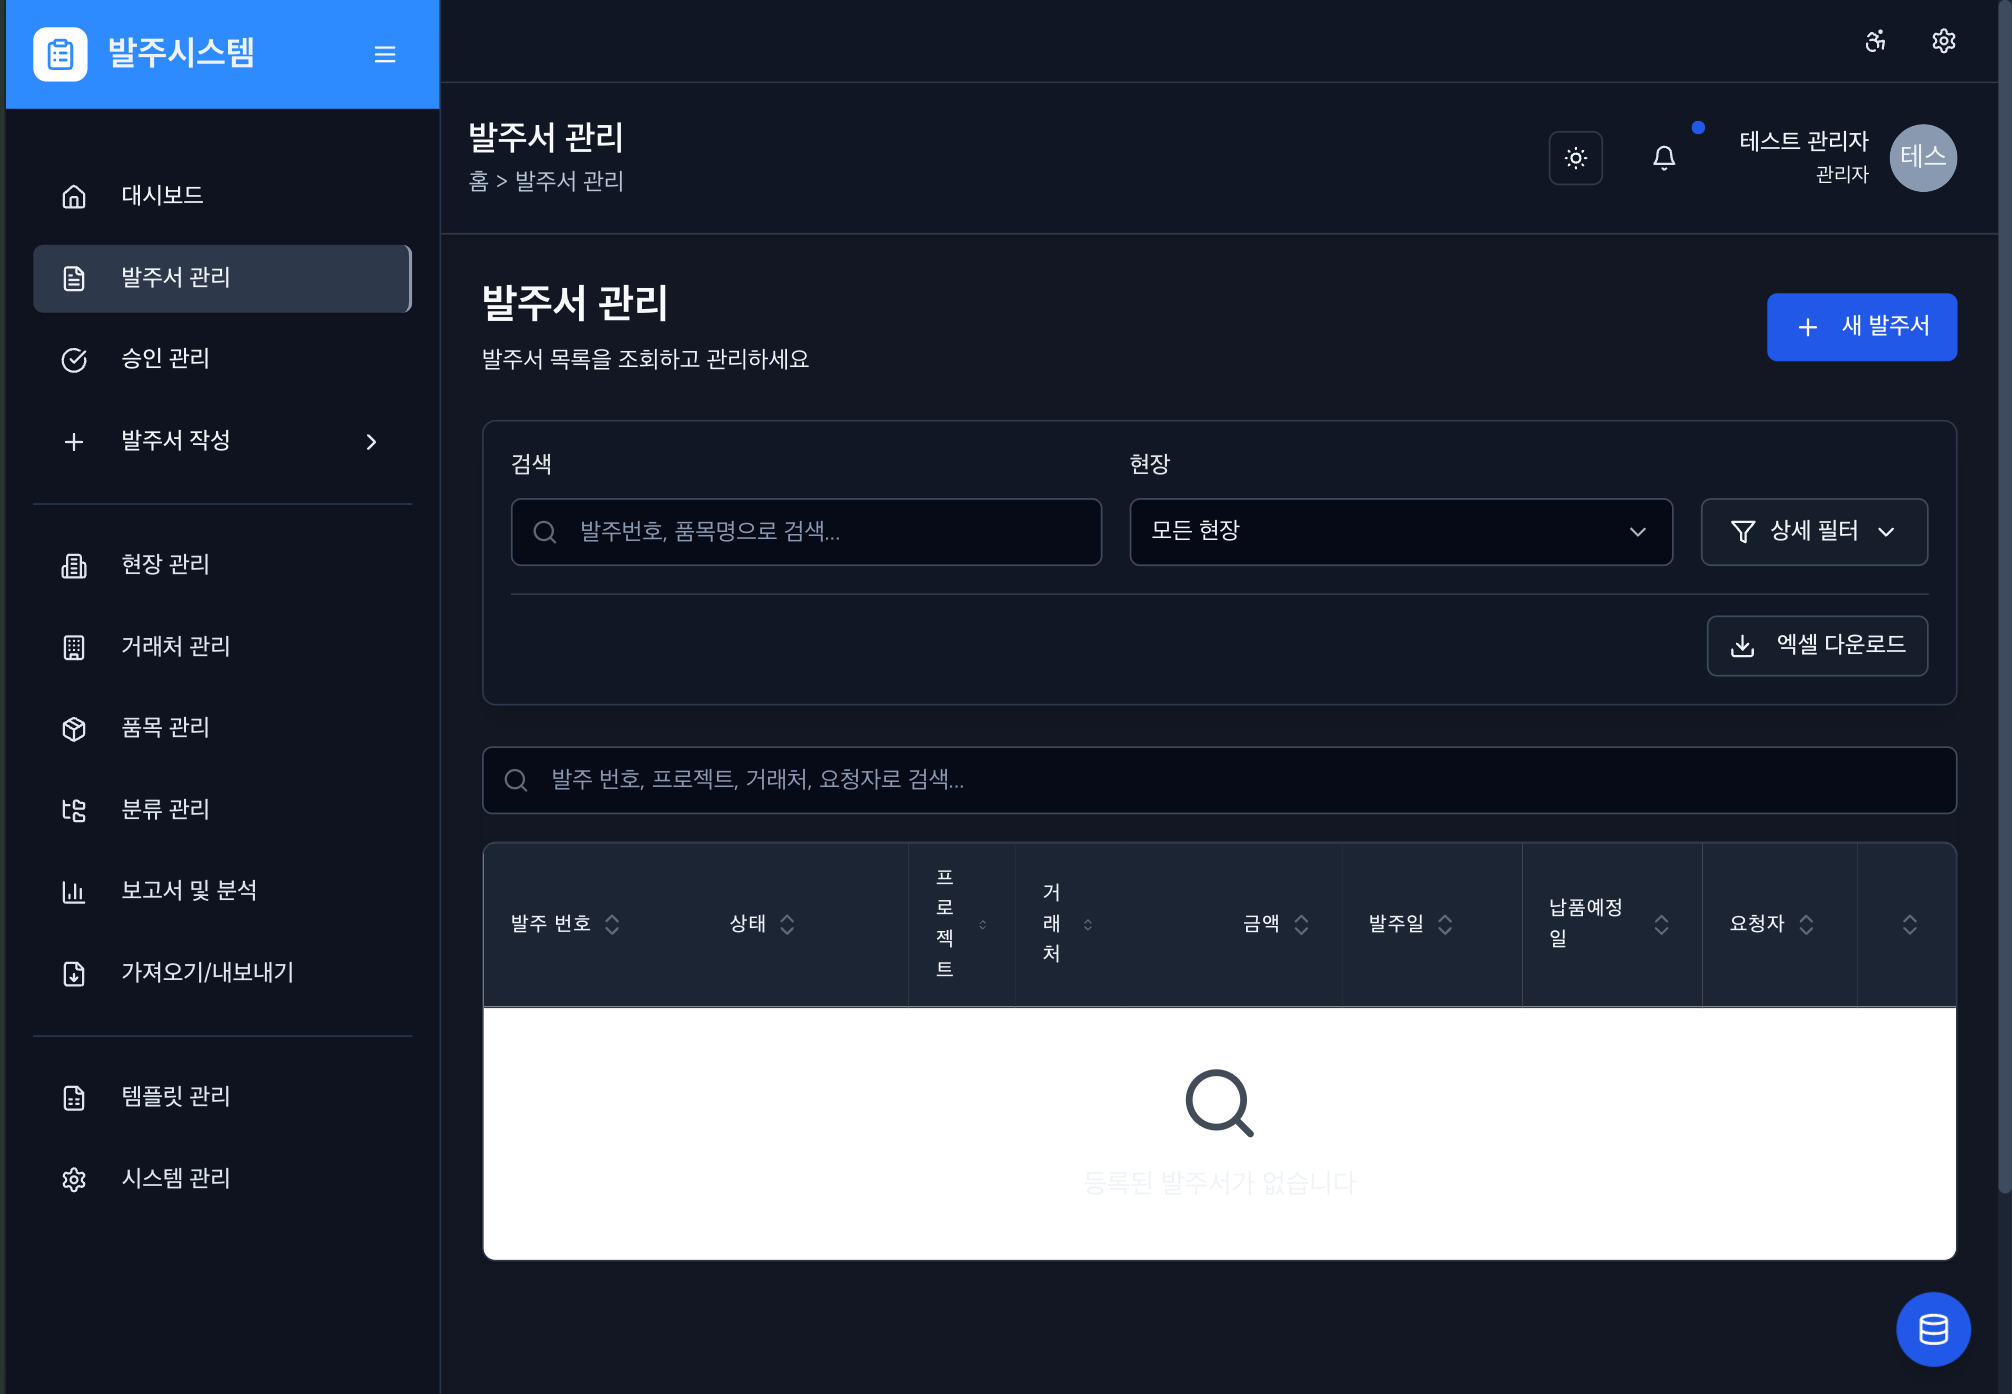 발주시스템
대시보드
발주서 관리
승인 관리
발주서 작성
현장 관리
거래처 관리
품목 관리
분류 관리
보고서 및 분석
가져오기/내보내기
템플릿 관리
시스템 관리
발주서 관리
홈 > 발주서 관리
테스트 관리자
관리자
테스
발주서 관리
발주서 목록을 조회하고 관리하세요
새 발주서
검색
현장
발주번호, 품목명으로 검색...
모든 현장
상세 필터
엑셀 다운로드
발주 번호, 프로젝트, 거래처, 요청자로 검색...
발주 번호
상태
프
로
젝
트
거
래
처
금액
발주일
납품예정
일
요청자
등록된 발주서가 없습니다